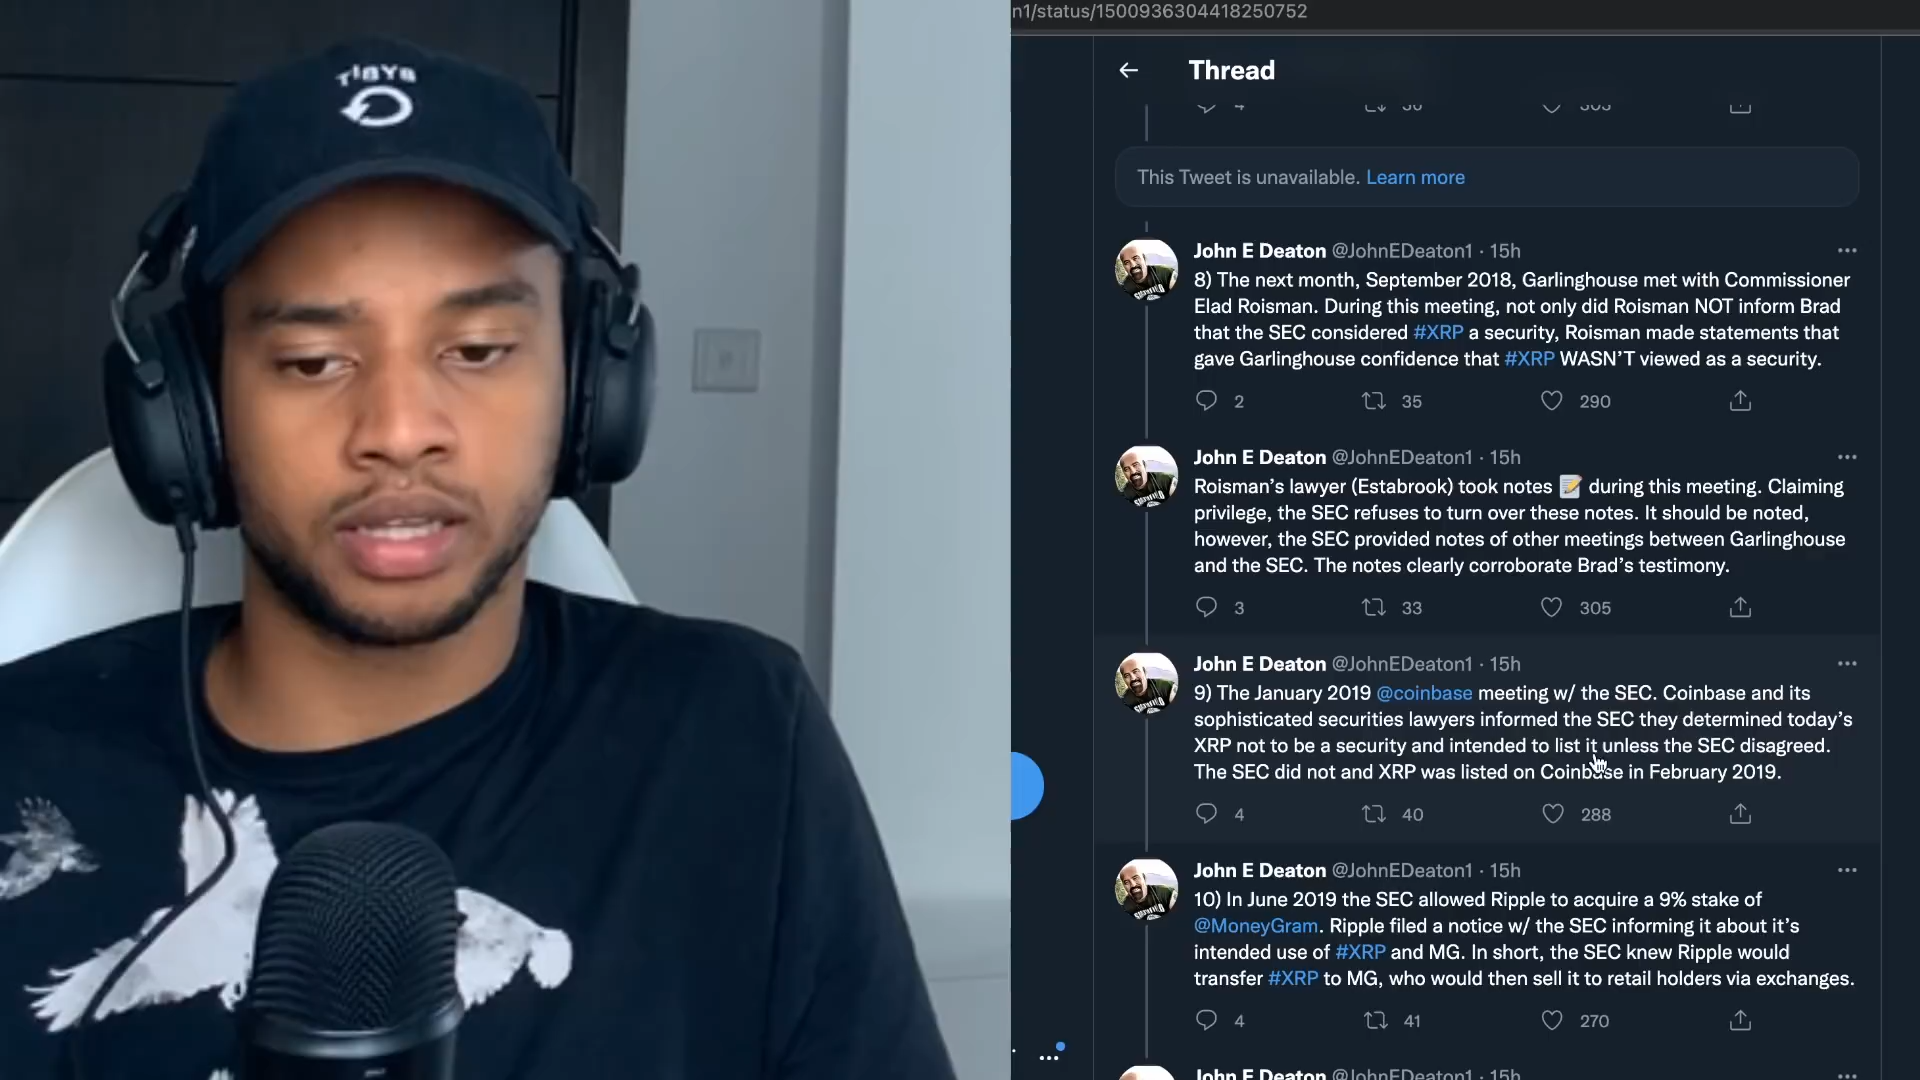 n1/status/1500936304418250752
Thread
4 36 303
This Tweet is unavailable. Learn more
John E Deaton @JohnEDeaton1 · 15h
8) The next month, September 2018, Garlinghouse met with Commissioner
Elad Roisman. During this meeting, not only did Roisman NOT inform Brad
that the SEC considered #XRP a security, Roisman made statements that
gave Garlinghouse confidence that #XRP WASN’T viewed as a security.
2 35 290
John E Deaton @JohnEDeaton1 · 15h
Roisman’s lawyer (Estabrook) took notes 📝 during this meeting. Claiming
privilege, the SEC refuses to turn over these notes. It should be noted,
however, the SEC provided notes of other meetings between Garlinghouse
and the SEC. The notes clearly corroborate Brad’s testimony.
3 33 305
John E Deaton @JohnEDeaton1 · 15h
9) The January 2019 @coinbase meeting w/ the SEC. Coinbase and its
sophisticated securities lawyers informed the SEC they determined today’s
XRP not to be a security and intended to list it unless the SEC disagreed.
The SEC did not and XRP was listed on Coinbase in February 2019.
4 40 288
John E Deaton @JohnEDeaton1 · 15h
10) In June 2019 the SEC allowed Ripple to acquire a 9% stake of
@MoneyGram. Ripple filed a notice w/ the SEC informing it about it’s
intended use of #XRP and MG. In short, the SEC knew Ripple would
transfer #XRP to MG, who would then sell it to retail holders via exchanges.
4 41 270
John E Deaton @JohnEDeaton1 · 15h